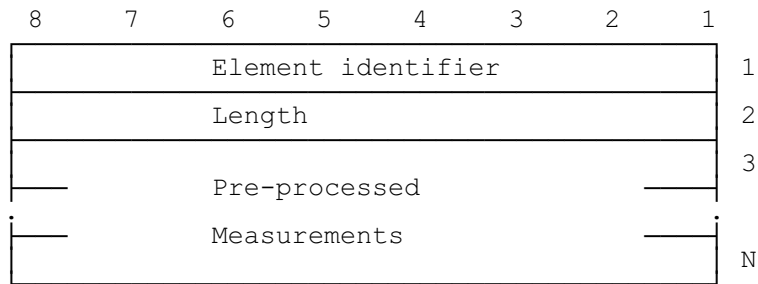 8 7 6 5 4 3 2 1
Element identifier 1
Length 2
3
Pre-processed
Measurements
N